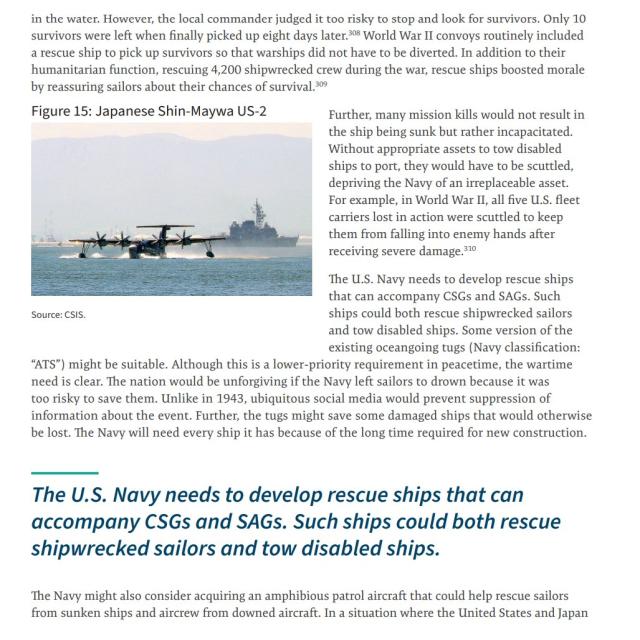 in the water. However, the local commander judged it too risky to stop and look for survivors. Only 10
survivors were left when finally picked up eight days later.308 World War II convoys routinely included
a rescue ship to pick up survivors so that warships did not have to be diverted. In addition to their
humanitarian function, rescuing 4,200 shipwrecked crew during the war, rescue ships boosted morale
by reassuring sailors about their chances of survival.309
Figure 15: Japanese Shin-Maywa US-2
Source: CSIS.
Further, many mission kills would not result in
the ship being sunk but rather incapacitated.
Without appropriate assets to tow disabled
ships to port, they would have to be scuttled,
depriving the Navy of an irreplaceable asset.
For example, in World War II, all five U.S. fleet
carriers lost in action were scuttled to keep
them from falling into enemy hands after
receiving severe damage.310
The U.S. Navy needs to develop rescue ships
that can accompany CSGs and SAGs. Such
ships could both rescue shipwrecked sailors
and tow disabled ships. Some version of the
existing oceangoing tugs (Navy classification:
“ATS”) might be suitable. Although this is a lower-priority requirement in peacetime, the wartime
need is clear. The nation would be unforgiving if the Navy left sailors to drown because it was
too risky to save them. Unlike in 1943, ubiquitous social media would prevent suppression of
information about the event. Further, the tugs might save some damaged ships that would otherwise
be lost. The Navy will need every ship it has because of the long time required for new construction.
The U.S. Navy needs to develop rescue ships that can
accompany CSGs and SAGs. Such ships could both rescue
shipwrecked sailors and tow disabled ships.
The Navy might also consider acquiring an amphibious patrol aircraft that could help rescue sailors
from sunken ships and aircrew from downed aircraft. In a situation where the United States and Japan